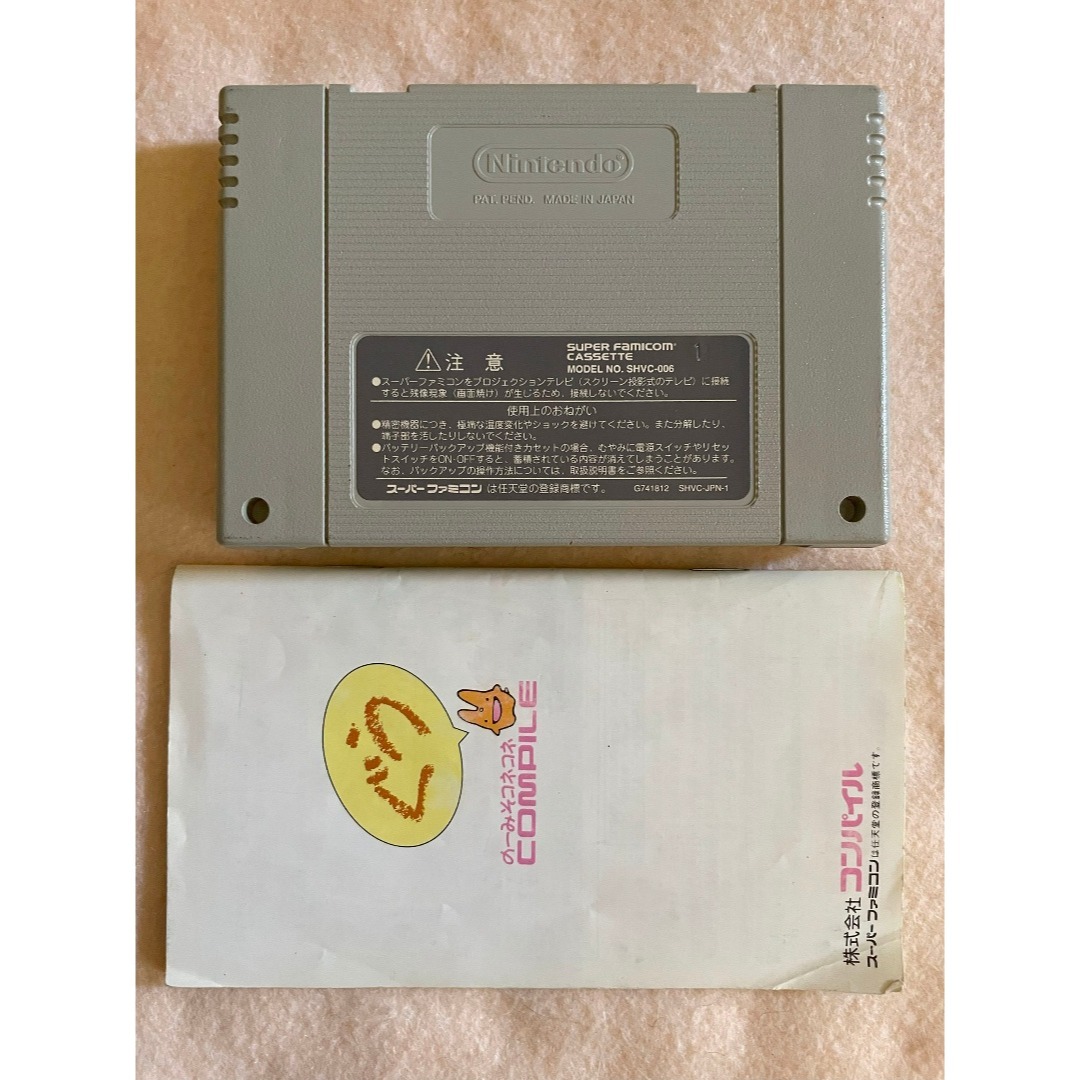 Nintendo®
PAT. PEND. MADE IN JAPAN
⚠注意
SUPER FAMICOM®
CASSETTE
MODEL NO. SHVC-006
1
●スーパーファミコンをプロジェクションテレビ(スクリーン投影式のテレビ)に接続
すると残像現象(画面焼け)が生じるため、接続しないでください。
使用上のおねがい
●精密機器につき、極端な温度変化やショックを避けてください。また分解したり、
端子部を汚したりしないでください。
●バッテリーバックアップ機能付きカセットの場合、むやみに電源スイッチやリセッ
トスイッチをON-OFFすると、蓄積されている内容が消えてしまうことがあります。
なお、バックアップの操作方法については、取扱説明書をご参照ください。
スーパーファミコンは任天堂の登録商標です。
G741812 SHVC-JPN-1
ぐう
のーみそコネコネ
COMPILE
株式会社 コンパイル
スーパーファミコンは任天堂の登録商標です。